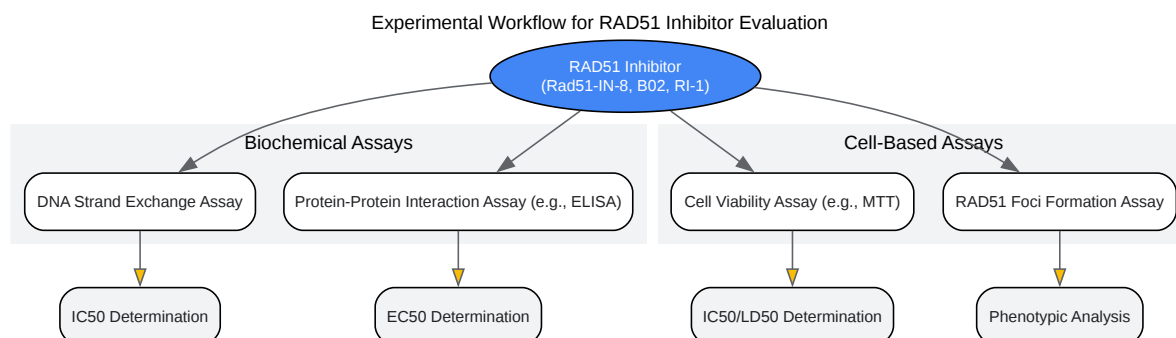 Experimental Workflow for RAD51 Inhibitor Evaluation
RAD51 Inhibitor
(Rad51-IN-8, B02, RI-1)
Biochemical Assays
Cell-Based Assays
DNA Strand Exchange Assay
Protein-Protein Interaction Assay (e.g., ELISA)
Cell Viability Assay (e.g., MTT)
RAD51 Foci Formation Assay
IC50 Determination
EC50 Determination
IC50/LD50 Determination
Phenotypic Analysis